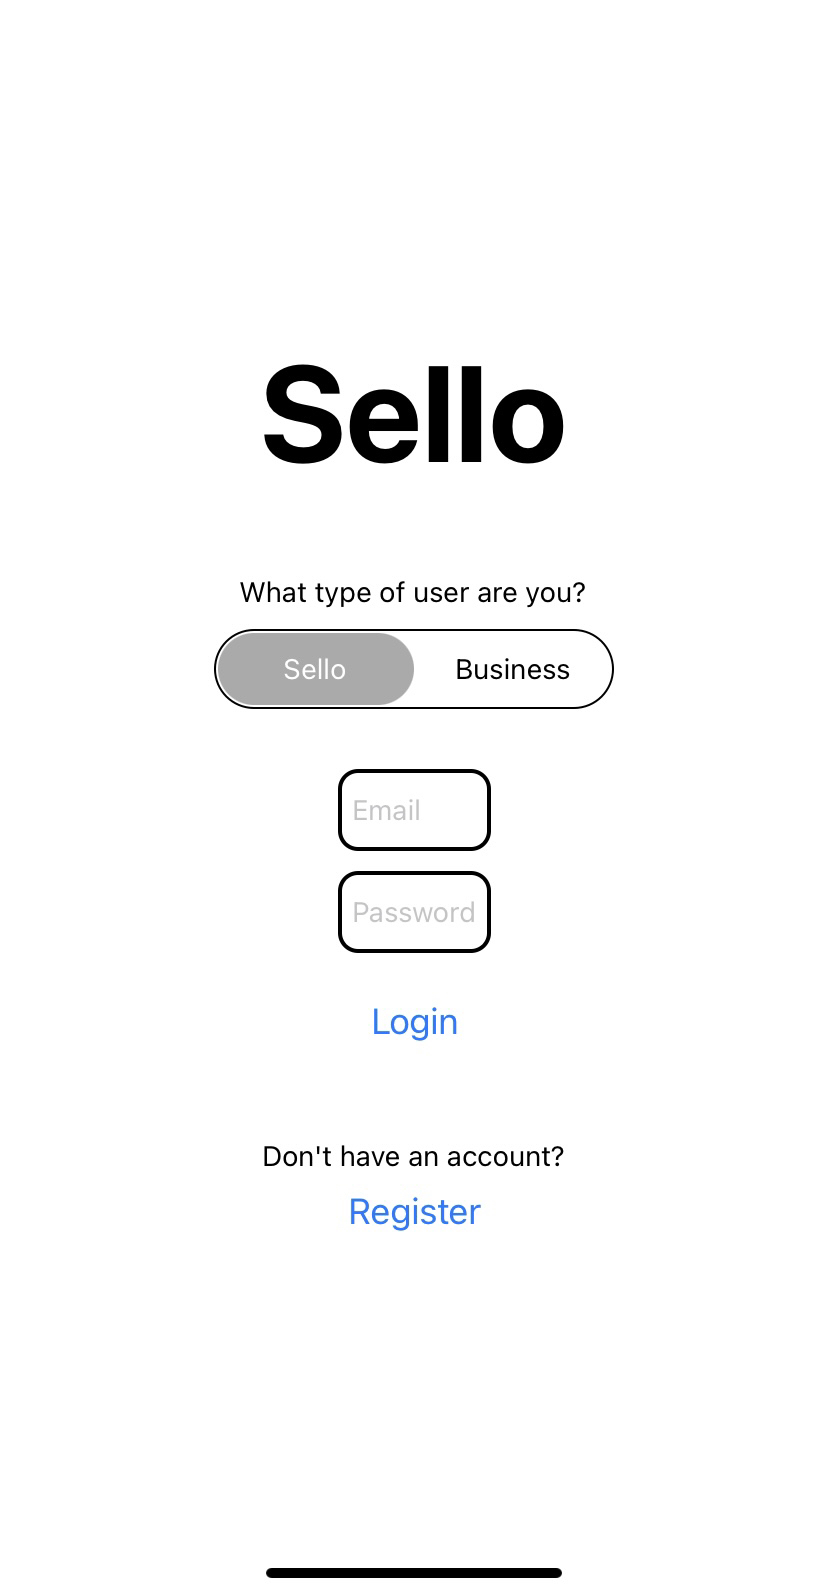 Sello
What type of user are you?
Sello Business
Email
Password
Login
Don't have an account?
Register